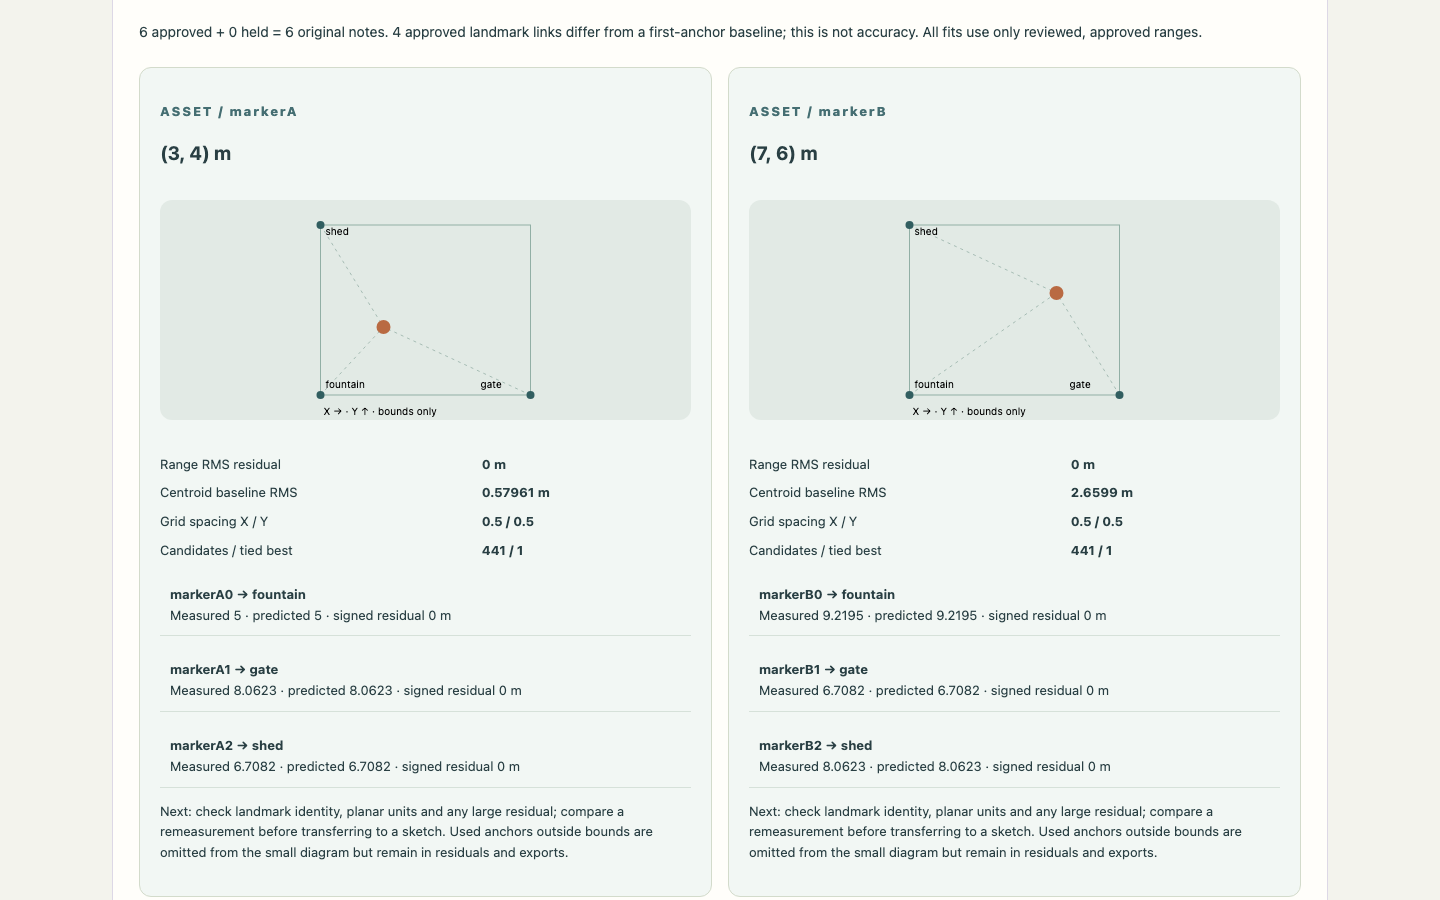 6 approved + 0 held = 6 original notes. 4 approved landmark links differ from a first-anchor baseline; this is not accuracy. All fits use only reviewed, approved ranges.
ASSET / markerA
(3, 4) m
shed
fountain
gate
X → · Y ↑ · bounds only
Range RMS residual 0 m
Centroid baseline RMS 0.57961 m
Grid spacing X / Y 0.5 / 0.5
Candidates / tied best 441 / 1
markerA0 → fountain
Measured 5 · predicted 5 · signed residual 0 m
markerA1 → gate
Measured 8.0623 · predicted 8.0623 · signed residual 0 m
markerA2 → shed
Measured 6.7082 · predicted 6.7082 · signed residual 0 m
Next: check landmark identity, planar units and any large residual; compare a
remeasurement before transferring to a sketch. Used anchors outside bounds are
omitted from the small diagram but remain in residuals and exports.
ASSET / markerB
(7, 6) m
shed
fountain
gate
X → · Y ↑ · bounds only
Range RMS residual 0 m
Centroid baseline RMS 2.6599 m
Grid spacing X / Y 0.5 / 0.5
Candidates / tied best 441 / 1
markerB0 → fountain
Measured 9.2195 · predicted 9.2195 · signed residual 0 m
markerB1 → gate
Measured 6.7082 · predicted 6.7082 · signed residual 0 m
markerB2 → shed
Measured 8.0623 · predicted 8.0623 · signed residual 0 m
Next: check landmark identity, planar units and any large residual; compare a
remeasurement before transferring to a sketch. Used anchors outside bounds are
omitted from the small diagram but remain in residuals and exports.